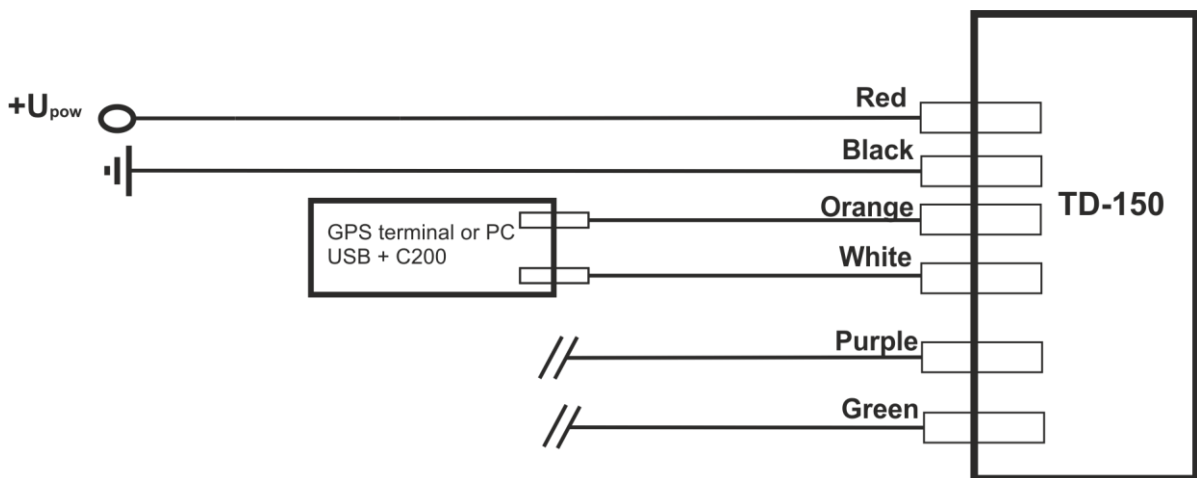 Red
+Upow
Black
Orange
TD-150
GPS terminal or PC
USB + C200
White
Purple
Green